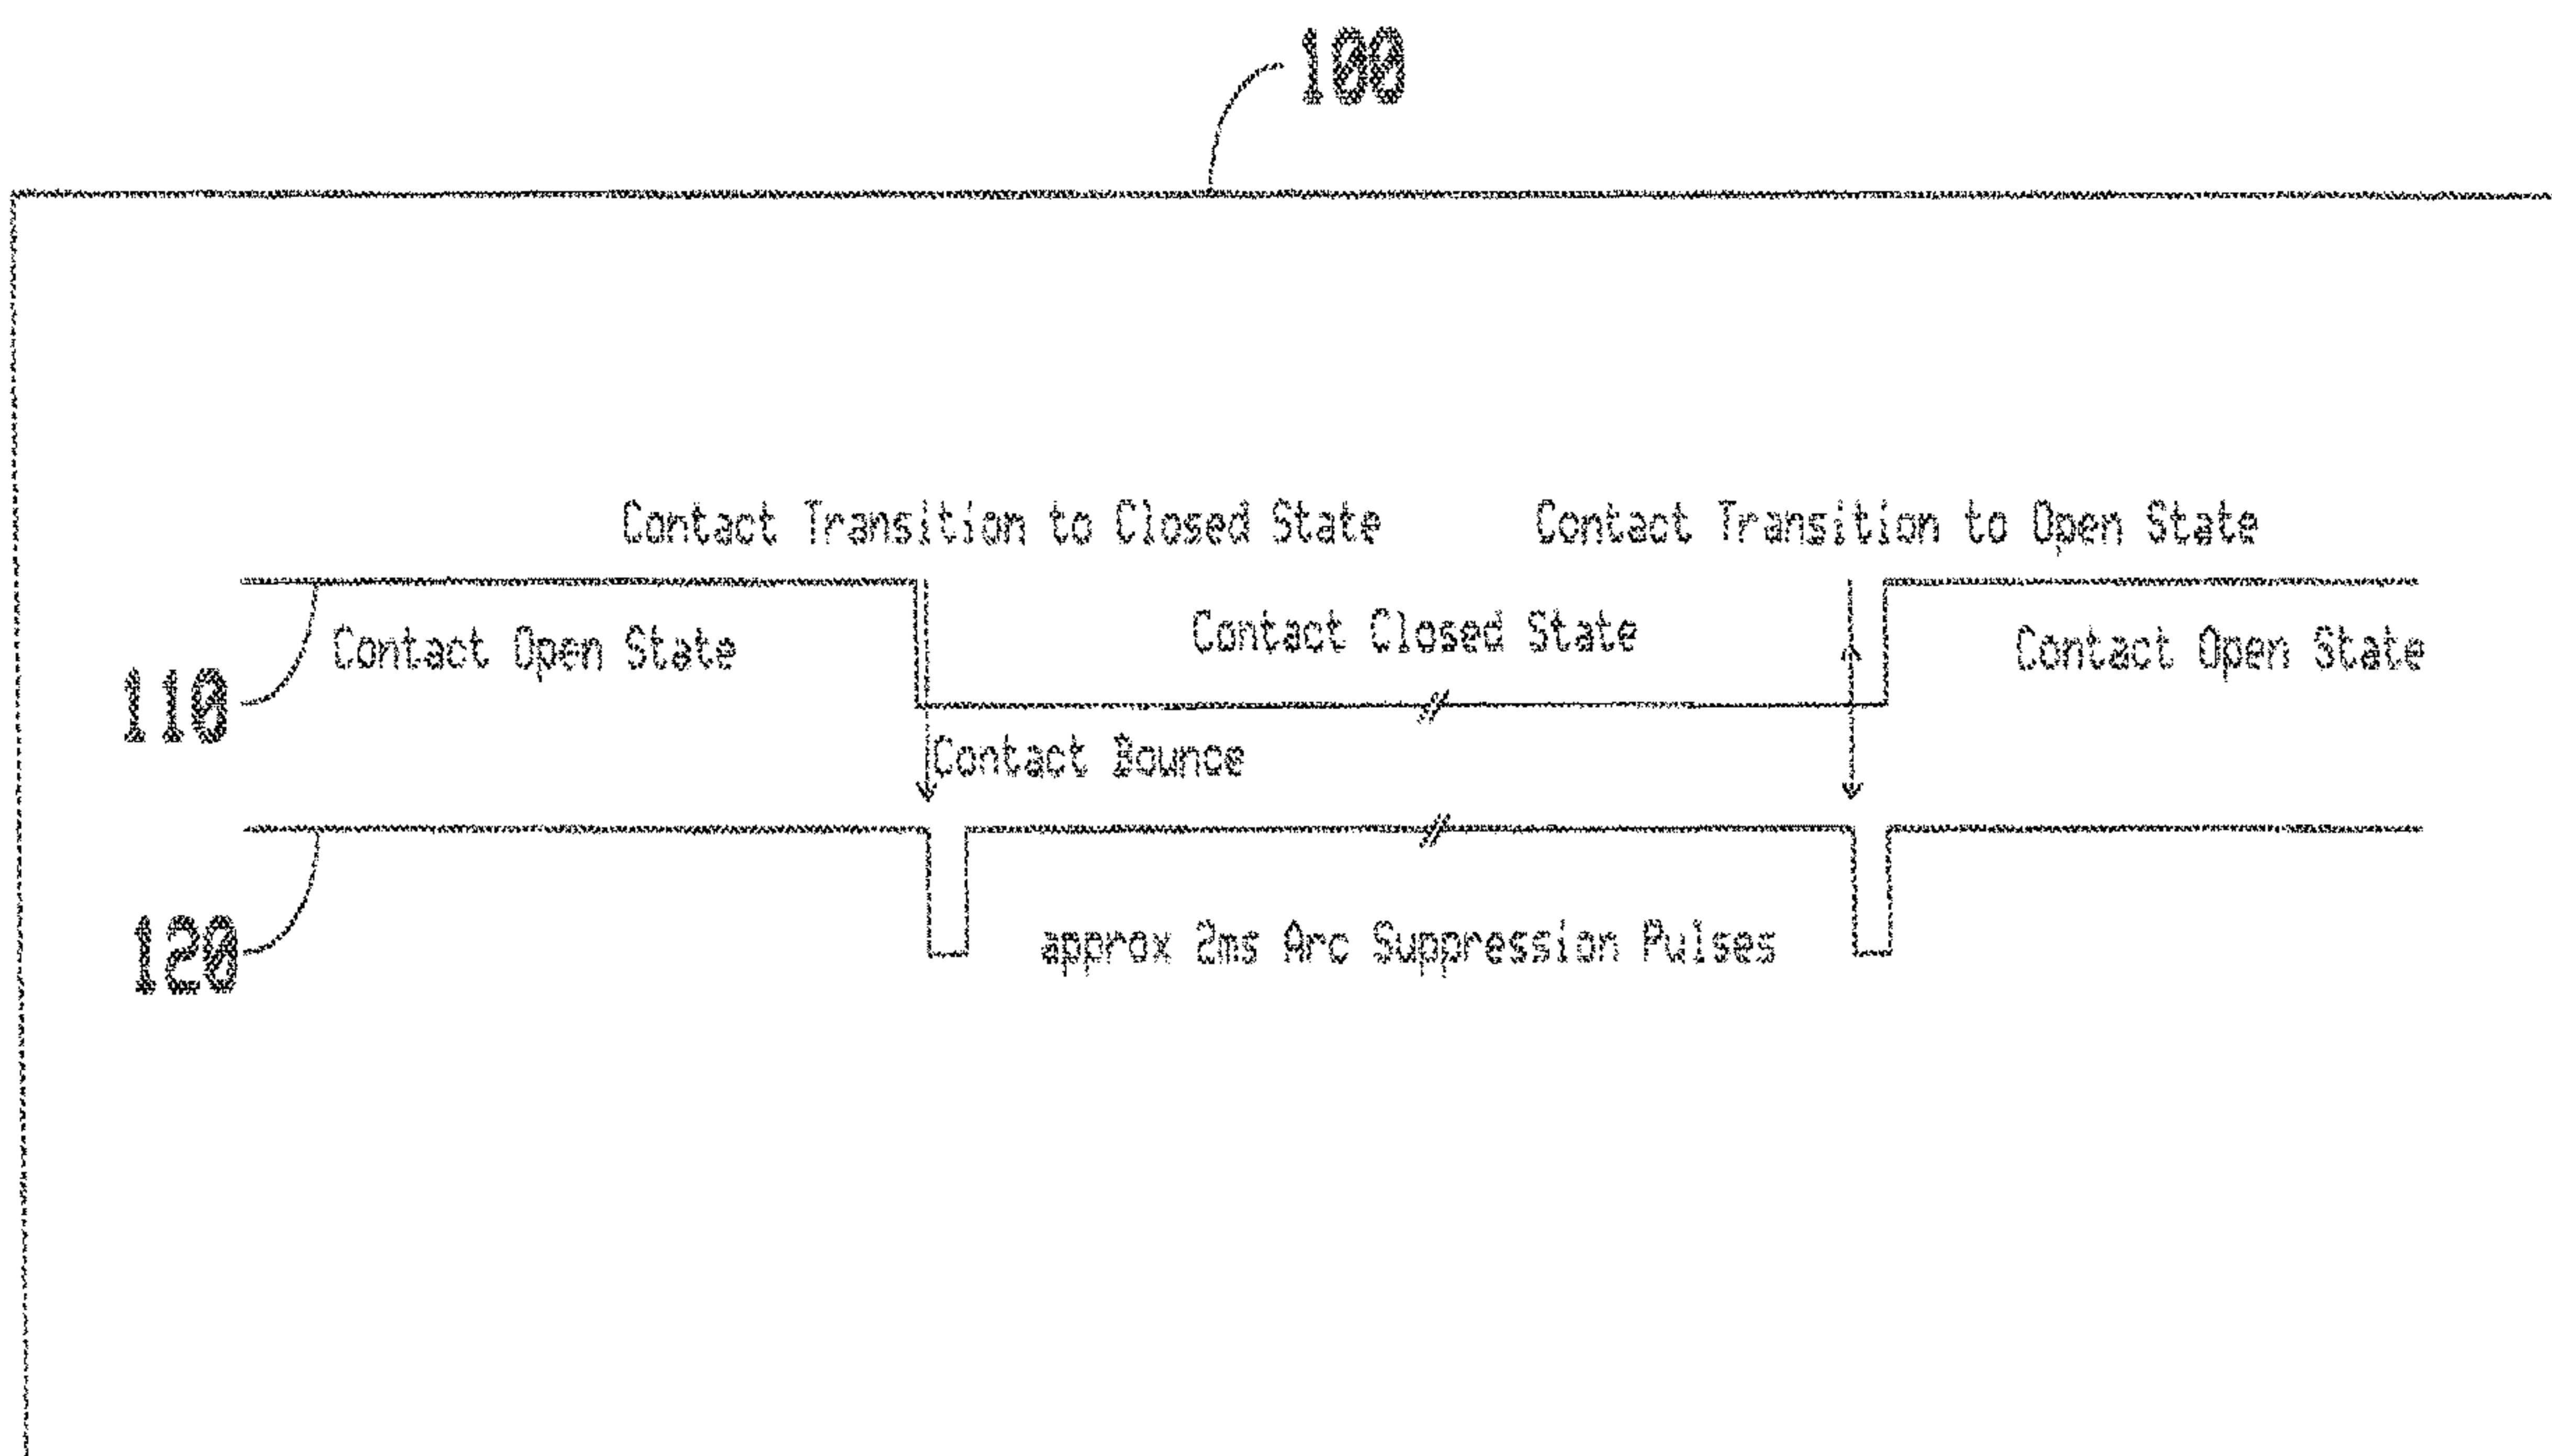 100
Contact Transition to Closed State
Contact Transition to Open State
Contact Open State
Contact Closed State
Contact Open State
110
Contact Bounce
120
approx 2ms Arc Suppression Pulses